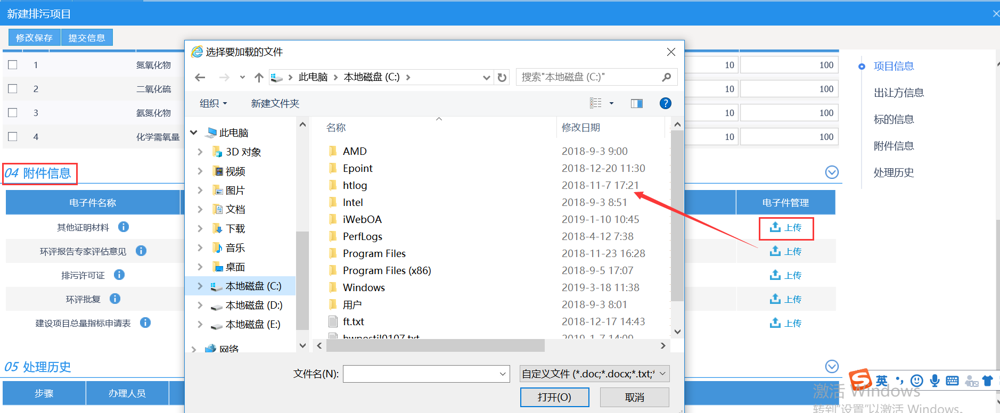 新建排污项目
修改保存 提交信息
1 氮氧化物 10 100
2 二氧化硫 10 100
3 氨氮化物 10 100
4 化学需氧量 10 100
项目信息
出让方信息
标的信息
附件信息
处理历史
04 附件信息
电子件名称 电子件管理
其他证明材料 上传
环评报告专家评估意见 上传
排污许可证 上传
环评批复 上传
建设项目总量指标申请表 上传
05 处理历史
步骤 办理人员
选择要加载的文件
此电脑 本地磁盘 (C:)
搜索"本地磁盘 (C:)"
组织 新建文件夹
此电脑
3D 对象
视频
图片
文档
下载
音乐
桌面
本地磁盘 (C:)
本地磁盘 (D:)
本地磁盘 (E:)
网络
名称 修改日期
AMD 2018-9-3 9:00
Epoint 2018-12-20 11:30
htlog 2018-11-7 17:21
Intel 2018-9-3 8:51
iWebOA 2019-1-10 10:45
PerfLogs 2018-4-12 7:38
Program Files 2018-11-23 16:28
Program Files (x86) 2018-9-5 17:07
Windows 2019-3-18 11:38
用户 2018-9-3 8:01
ft.txt 2018-12-17 14:43
hwpostil0107.txt 2019-1-7 14:09
文件名(N):
自定义文件 (*.doc;*.docx;*.txt;*
打开(O) 取消
英
激活 Windows
转到"设置"以激活 Windows。